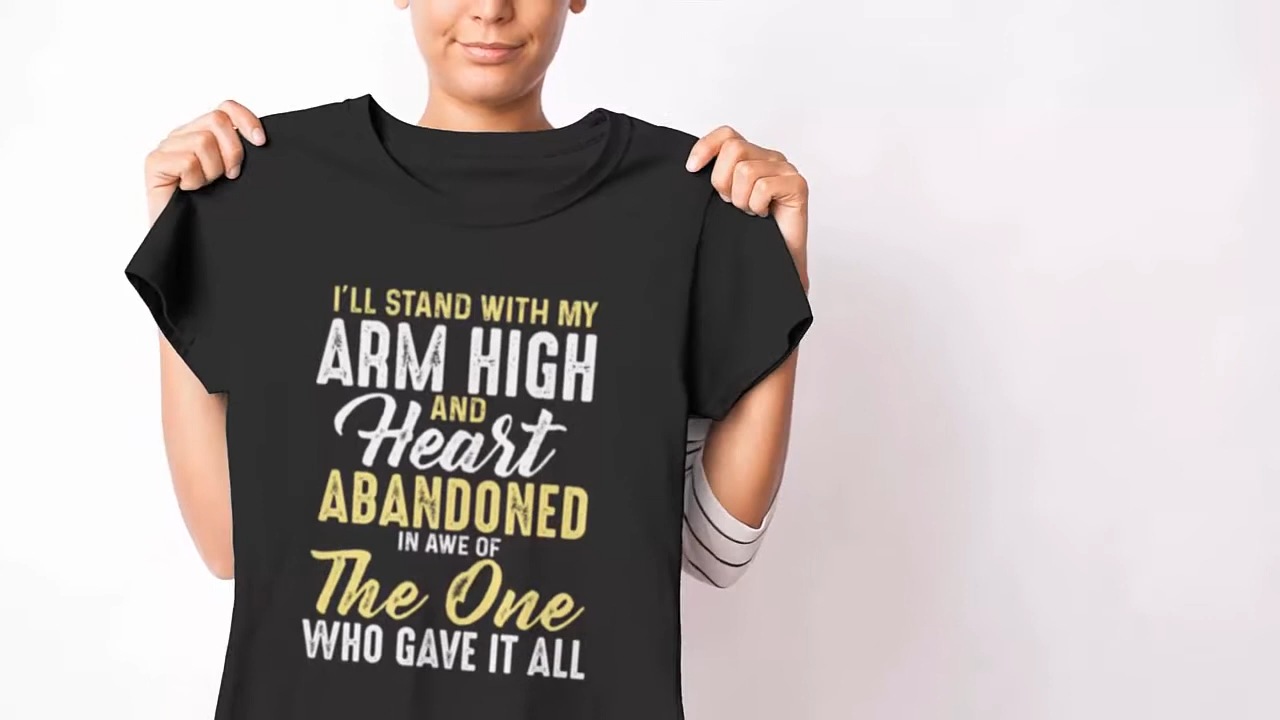 I'LL STAND WITH MY
ARM HIGH
AND
Heart
ABANDONED
IN AWE OF
The One
WHO GAVE IT ALL